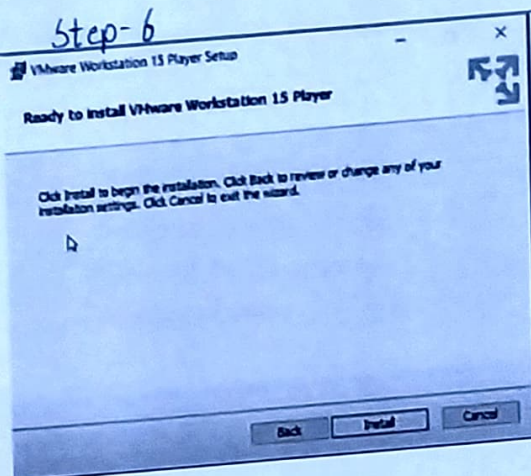 Step-6
VMware Workstation 15 Player Setup
Ready to install VMware Workstation 15 Player
Click Install to begin the installation. Click Back to review or change any of your
installation settings. Click Cancel to exit the wizard.
Back Install Cancel